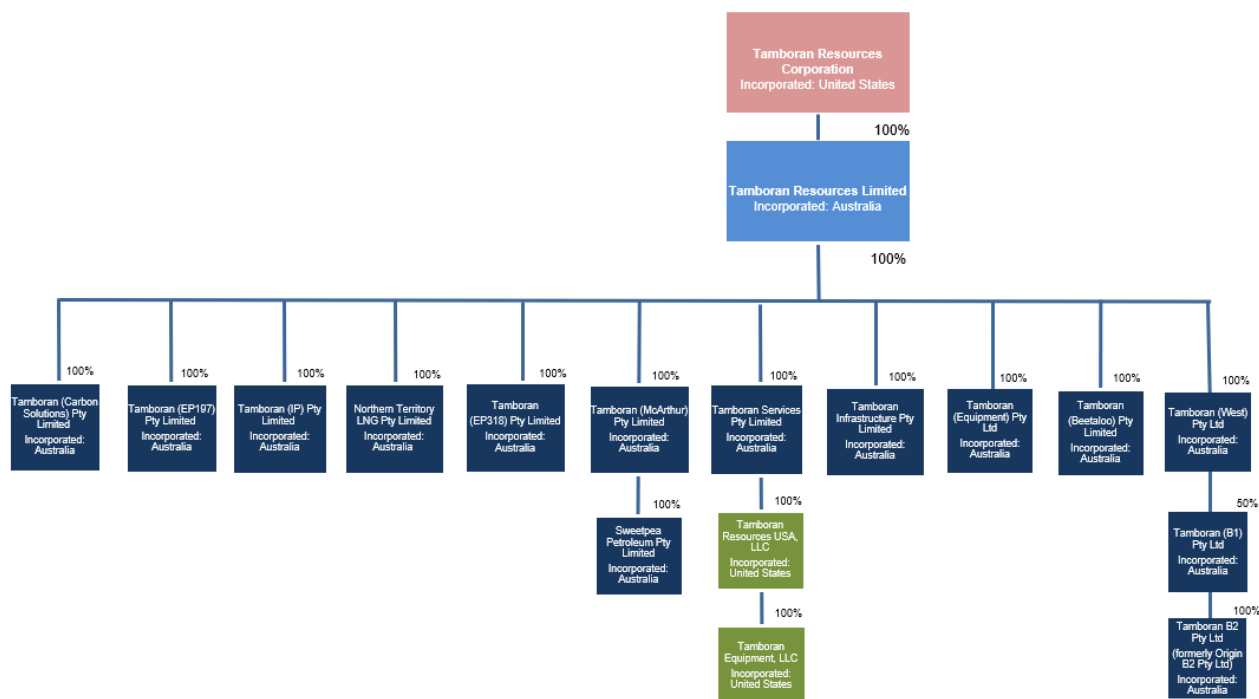 Tamboran Resources
Corporation
Incorporated: United States
100%
Tamboran Resources Limited
Incorporated: Australia
100%
100%
Tamboran (Carbon
Solutions) Pty
Limited
Incorporated:
Australia
100%
Tamboran (EP197)
Pty Limited
Incorporated:
Australia
100%
Tamboran (IP) Pty
Limited
Incorporated:
Australia
100%
Northern Territory
LNG Pty Limited
Incorporated:
Australia
100%
Tamboran
(EP318) Pty Limited
Incorporated:
Australia
100%
Tamboran (McArthur)
Pty Limited
Incorporated:
Australia
100%
Tamboran Services
Pty Limited
Incorporated:
Australia
100%
Tamboran
Infrastructure Pty
Limited
Incorporated:
Australia
100%
Tamboran
(Equipment) Pty
Ltd
Incorporated:
Australia
100%
Tamboran
(Beetaloo) Pty
Limited
Incorporated:
Australia
100%
Tamboran (West)
Pty Ltd
Incorporated:
Australia
100%
Sweetpea
Petroleum Pty
Limited
Incorporated:
Australia
100%
Tamboran
Resources USA,
LLC
Incorporated:
United States
50%
Tamboran (B1)
Pty Ltd
Incorporated:
Australia
100%
Tamboran
Equipment, LLC
Incorporated:
United States
100%
Tamboran B2
Pty Ltd
(formerly Origin
B2 Pty Ltd)
Incorporated:
Australia